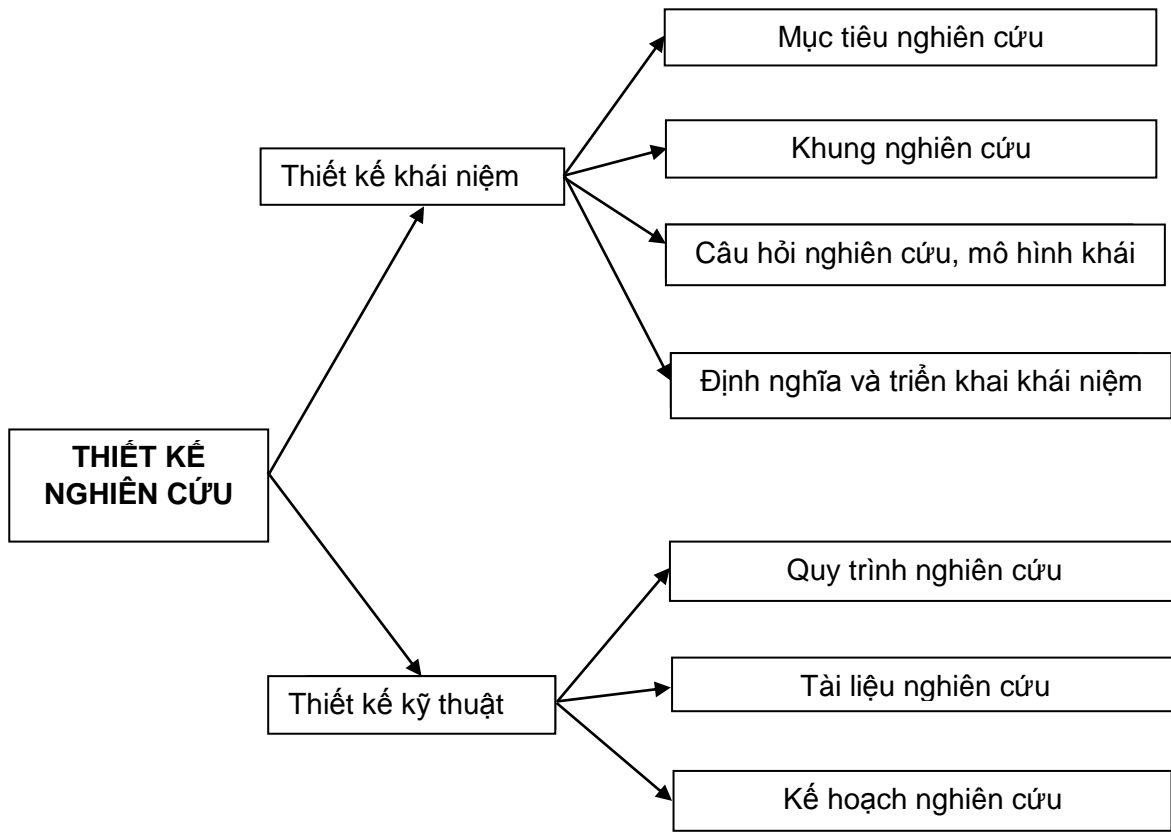 Mục tiêu nghiên cứu
Khung nghiên cứu
Thiết kế khái niệm
Câu hỏi nghiên cứu, mô hình khái
Định nghĩa và triển khai khái niệm
THIẾT KẾ
NGHIÊN CỨU
Quy trình nghiên cứu
Tài liệu nghiên cứu
Thiết kế kỹ thuật
Kế hoạch nghiên cứu